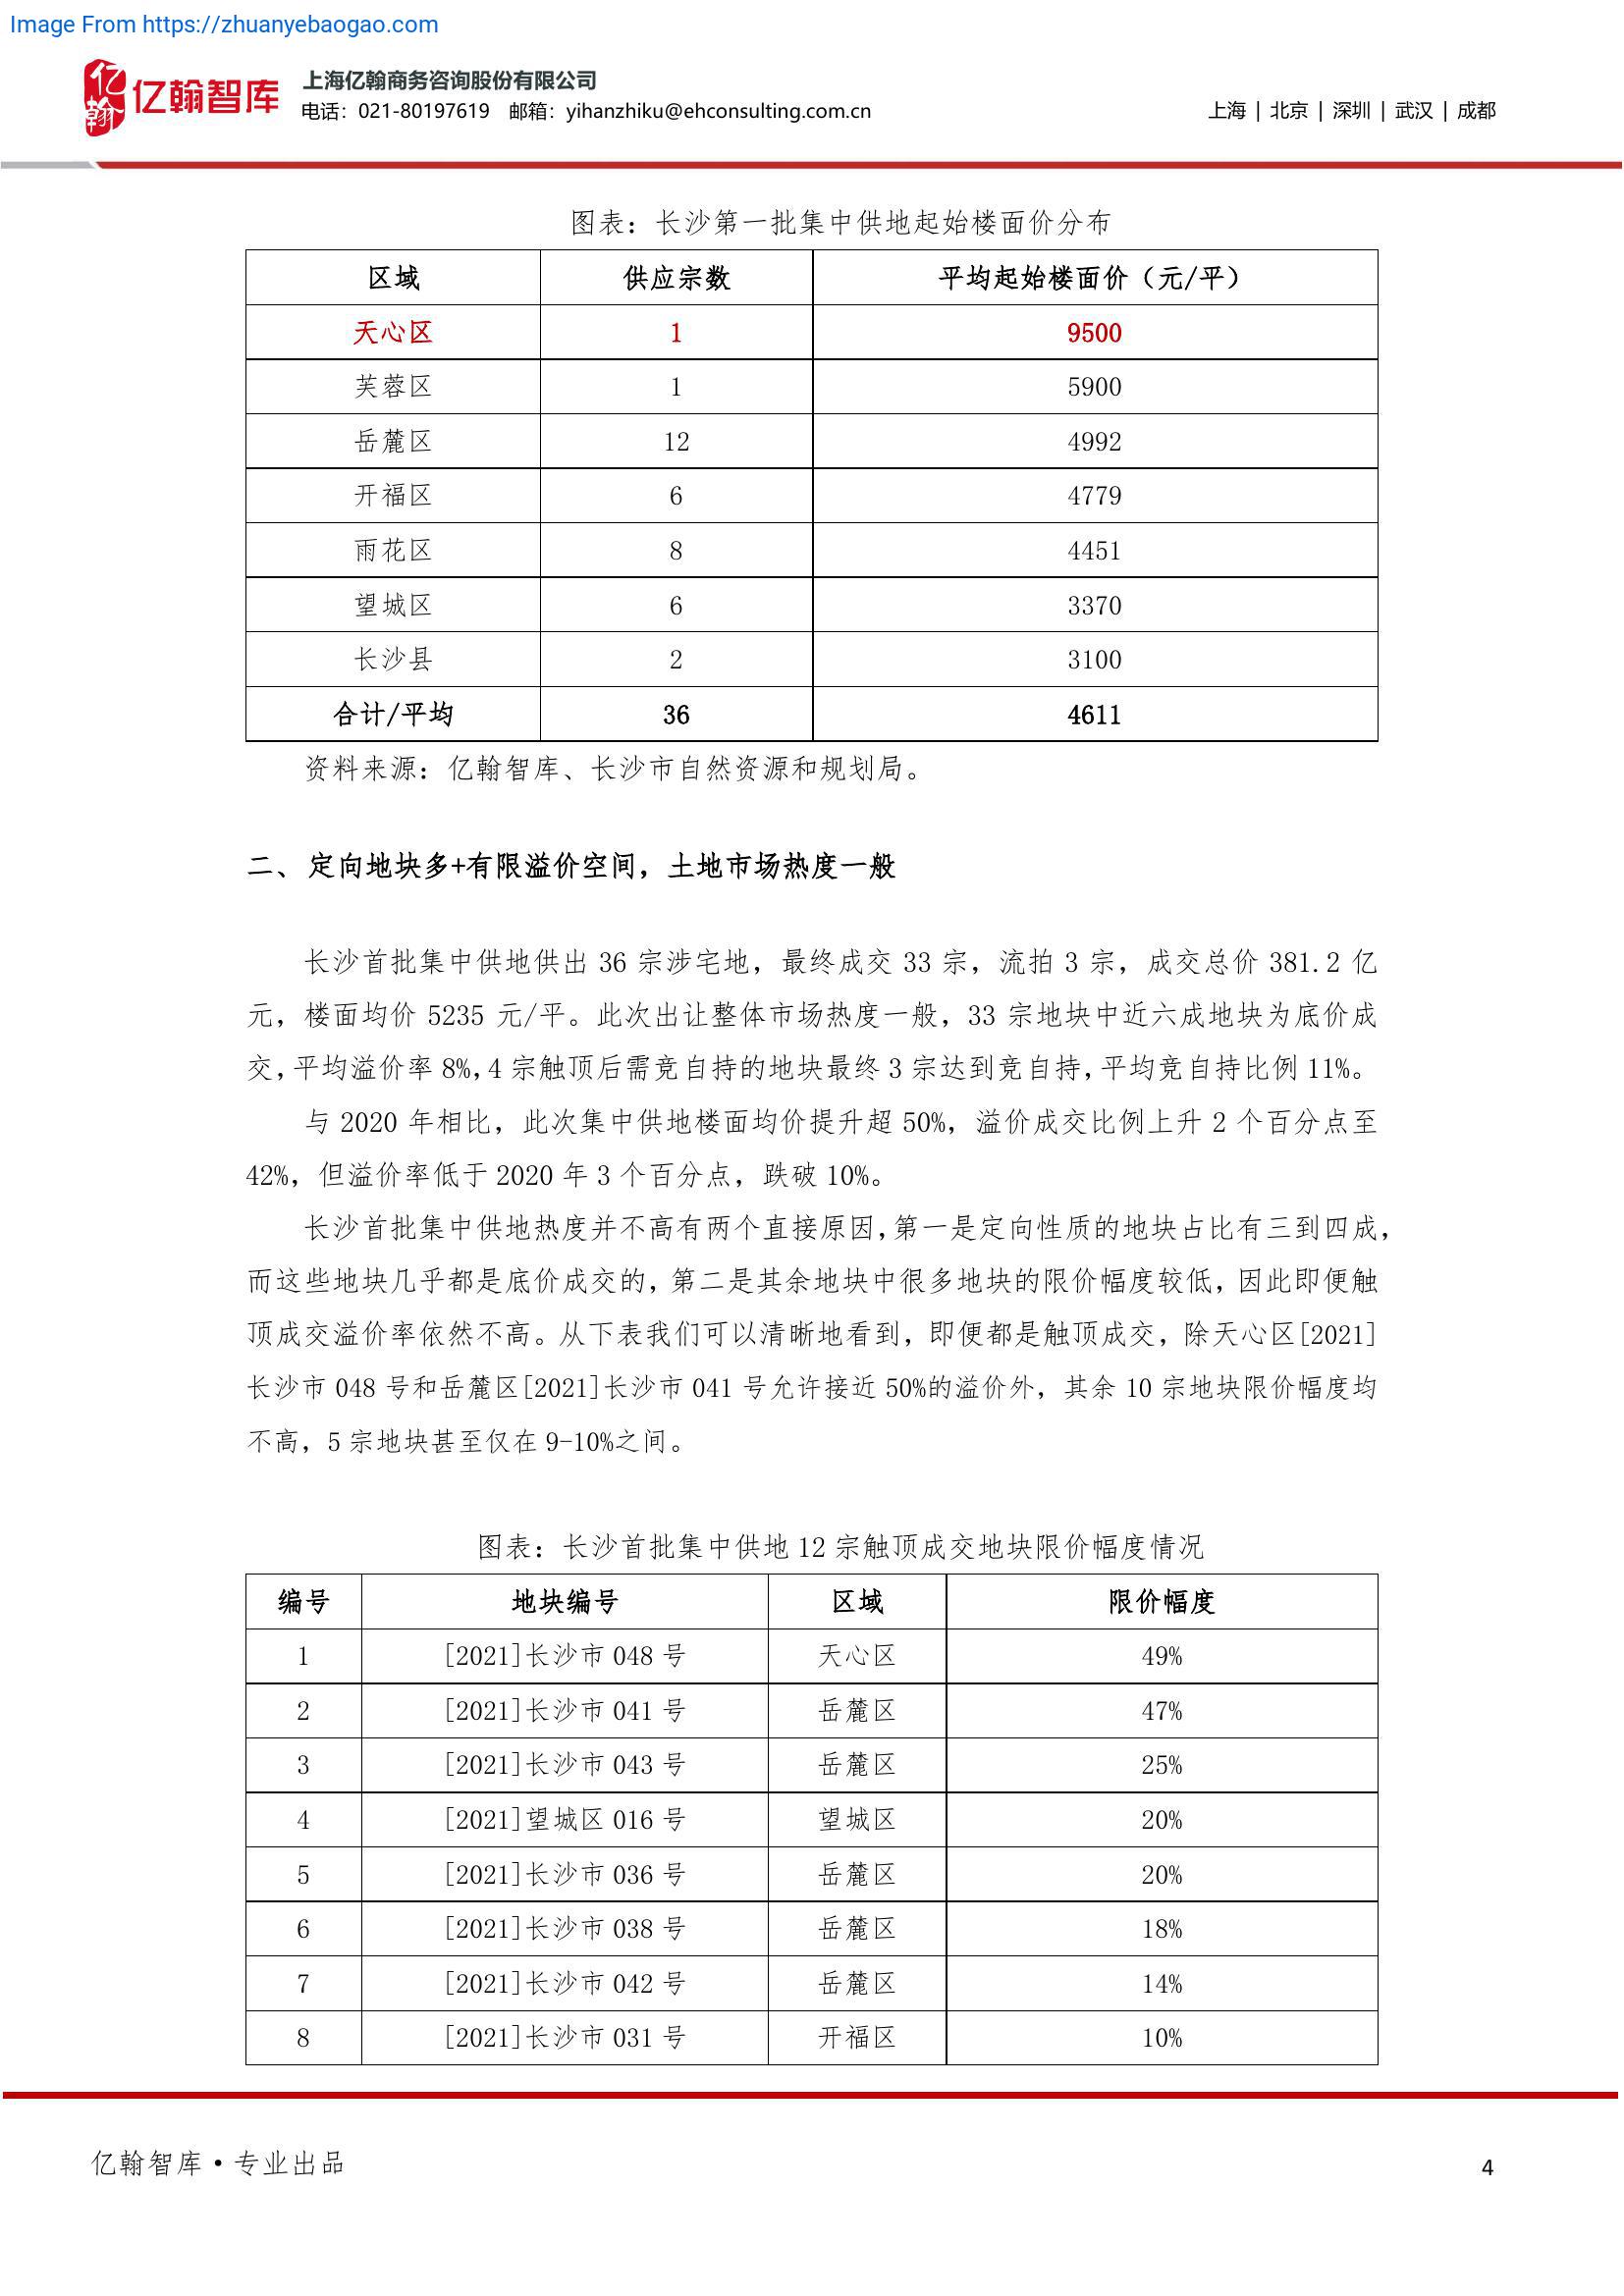 Image From https://zhuanyebaogao.com
亿翰
亿翰智库
上海亿翰商务咨询股份有限公司
电话：021-80197619 邮箱：yihanzhiku@ehconsulting.com.cn
上海 | 北京 | 深圳 | 武汉 | 成都
图表：长沙第一批集中供地起始楼面价分布
区域 供应宗数 平均起始楼面价（元/平）
天心区 1 9500
芙蓉区 1 5900
岳麓区 12 4992
开福区 6 4779
雨花区 8 4451
望城区 6 3370
长沙县 2 3100
合计/平均 36 4611
资料来源：亿翰智库、长沙市自然资源和规划局。
二、 定向地块多+有限溢价空间，土地市场热度一般
长沙首批集中供地供出 36 宗涉宅地，最终成交 33 宗，流拍 3 宗，成交总价 381.2 亿
元，楼面均价 5235 元/平。此次出让整体市场热度一般，33 宗地块中近六成地块为底价成
交，平均溢价率 8%，4 宗触顶后需竞自持的地块最终 3 宗达到竞自持，平均竞自持比例 11%。
与 2020 年相比，此次集中供地楼面均价提升超 50%，溢价成交比例上升 2 个百分点至
42%，但溢价率低于 2020 年 3 个百分点，跌破 10%。
长沙首批集中供地热度并不高有两个直接原因，第一是定向性质的地块占比有三到四成，
而这些地块几乎都是底价成交的，第二是其余地块中很多地块的限价幅度较低，因此即便触
顶成交溢价率依然不高。从下表我们可以清晰地看到，即便都是触顶成交，除天心区[2021]
长沙市 048 号和岳麓区[2021]长沙市 041 号允许接近 50%的溢价外，其余 10 宗地块限价幅度均
不高，5 宗地块甚至仅在 9-10%之间。
图表：长沙首批集中供地 12 宗触顶成交地块限价幅度情况
编号 地块编号 区域 限价幅度
1 [2021]长沙市 048 号 天心区 49%
2 [2021]长沙市 041 号 岳麓区 47%
3 [2021]长沙市 043 号 岳麓区 25%
4 [2021]望城区 016 号 望城区 20%
5 [2021]长沙市 036 号 岳麓区 20%
6 [2021]长沙市 038 号 岳麓区 18%
7 [2021]长沙市 042 号 岳麓区 14%
8 [2021]长沙市 031 号 开福区 10%
亿翰智库·专业出品
4